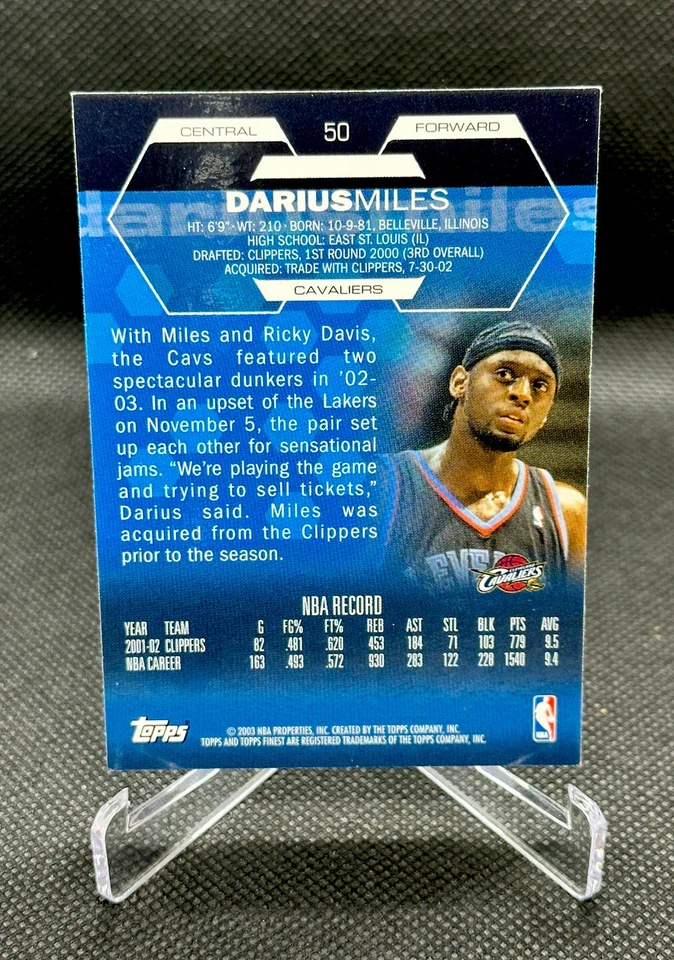 CENTRAL
50
FORWARD
dariusmiles
DARIUSMILES
HT: 6'9" · WT: 210 · BORN: 10-9-81, BELLEVILLE, ILLINOIS
HIGH SCHOOL: EAST ST. LOUIS (IL)
DRAFTED: CLIPPERS, 1ST ROUND 2000 (3RD OVERALL)
ACQUIRED: TRADE WITH CLIPPERS, 7-30-02
CAVALIERS
With Miles and Ricky Davis,
the Cavs featured two
spectacular dunkers in '02-
03. In an upset of the Lakers
on November 5, the pair set
up each other for sensational
jams. “We're playing the game
and trying to sell tickets,”
Darius said. Miles was
acquired from the Clippers
prior to the season.
EVE
CAVALIERS
NBA RECORD
YEAR TEAM G FG% FT% REB AST STL BLK PTS AVG
2001-02 CLIPPERS 82 .481 .620 453 184 71 103 779 9.5
NBA CAREER 163 .493 .572 930 283 122 228 1540 9.4
TOPPS
© 2003 NBA PROPERTIES, INC. CREATED BY THE TOPPS COMPANY, INC.
TOPPS AND TOPPS FINEST ARE REGISTERED TRADEMARKS OF THE TOPPS COMPANY, INC.
NBA